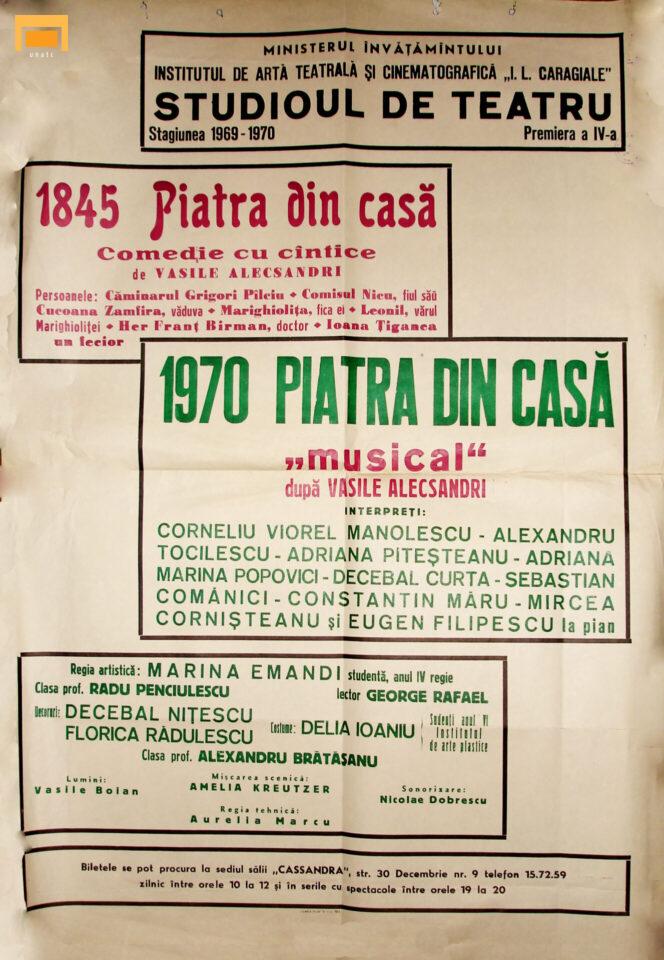 unatc
MINISTERUL ÎNVĂȚĂMÎNTULUI
INSTITUTUL DE ARTĂ TEATRALĂ ȘI CINEMATOGRAFICĂ „I. L. CARAGIALE"
STUDIOUL DE TEATRU
Stagiunea 1969-1970 Premiera a IV-a
1845 Piatra din casă
Comedie cu cîntice
de VASILE ALECSANDRI
Persoanele: Căminarul Grigori Pîlciu ◆ Comisul Nicu, fiul său
Cucoana Zamfira, văduva ◆ Marighiolița, fica ei ◆ Leonil, vărul
Marighioliței ◆ Her Franț Birman, doctor ◆ Ioana Țiganca
un fecior
1970 PIATRA DIN CASĂ
„musical"
după VASILE ALECSANDRI
INTERPREȚI:
CORNELIU VIOREL MANOLESCU - ALEXANDRU
TOCILESCU - ADRIANA PITEȘTEANU - ADRIANA
MARINA POPOVICI - DECEBAL CURTA - SEBASTIAN
COMĂNICI - CONSTANTIN MĂRU - MIRCEA
CORNIȘTEANU și EUGEN FILIPESCU la pian
Regia artistică: MARINA EMANDI studentă, anul IV regie
Clasa prof. RADU PENCIULESCU lector GEORGE RAFAEL
Decoruri: DECEBAL NIȚESCU
FLORICA RĂDULESCU Costume: DELIA IOANIU Sudenți anul VI
Institutul
de arte plastice
Clasa prof. ALEXANDRU BRĂTĂȘANU
Lumini:
Vasile Boian
Mișcarea scenică:
AMELIA KREUTZER
Sonorizare:
Nicolae Dobrescu
Regia tehnică:
Aurelia Marcu
Biletele se pot procura la sediul sălii „CASSANDRA", str. 30 Decembrie nr. 9 telefon 15.72.59
zilnic între orele 10 la 12 și în serile cu spectacole între orele 19 la 20